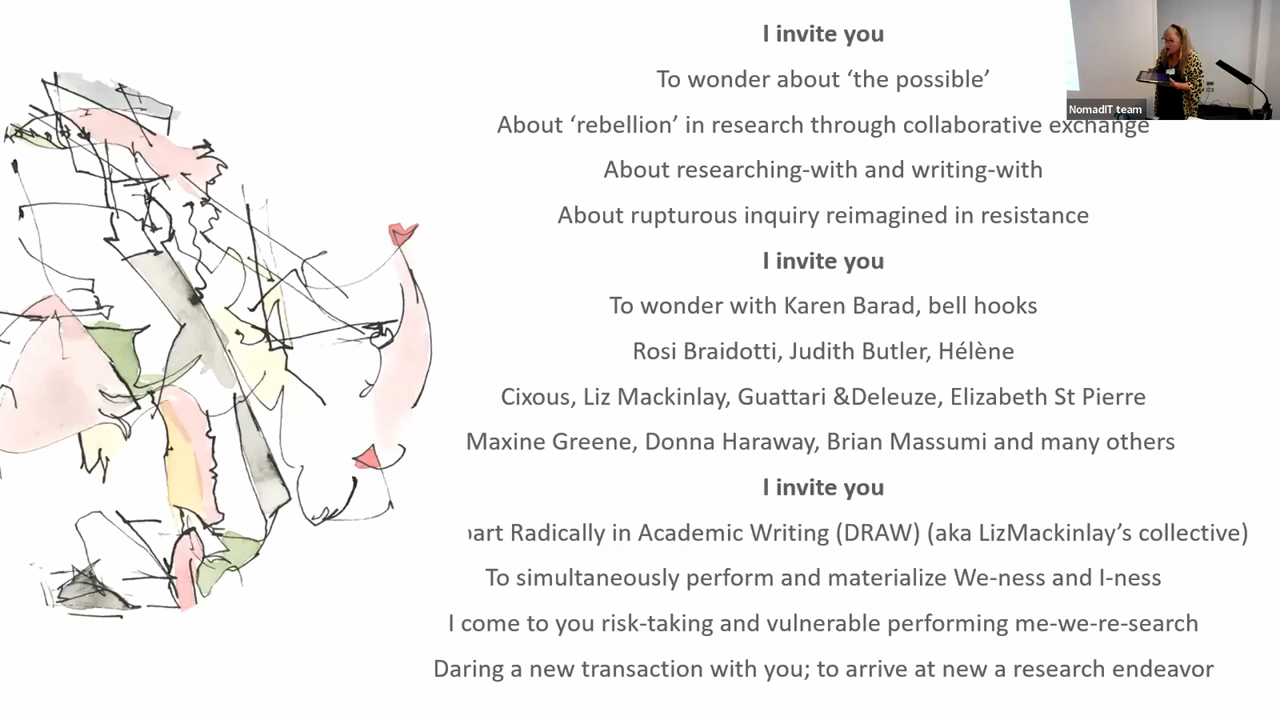 I invite you
To wonder about ‘the possible’
About ‘rebellion’ in research through collaborative exchange
About researching-with and writing-with
About rupturous inquiry reimagined in resistance
I invite you
To wonder with Karen Barad, bell hooks
Rosi Braidotti, Judith Butler, Hélène
Cixous, Liz Mackinlay, Guattari &Deleuze, Elizabeth St Pierre
Maxine Greene, Donna Haraway, Brian Massumi and many others
I invite you
part Radically in Academic Writing (DRAW) (aka LizMackinlay’s collective)
To simultaneously perform and materialize We-ness and I-ness
I come to you risk-taking and vulnerable performing me-we-re-search
Daring a new transaction with you; to arrive at new a research endeavor
NomadIT team